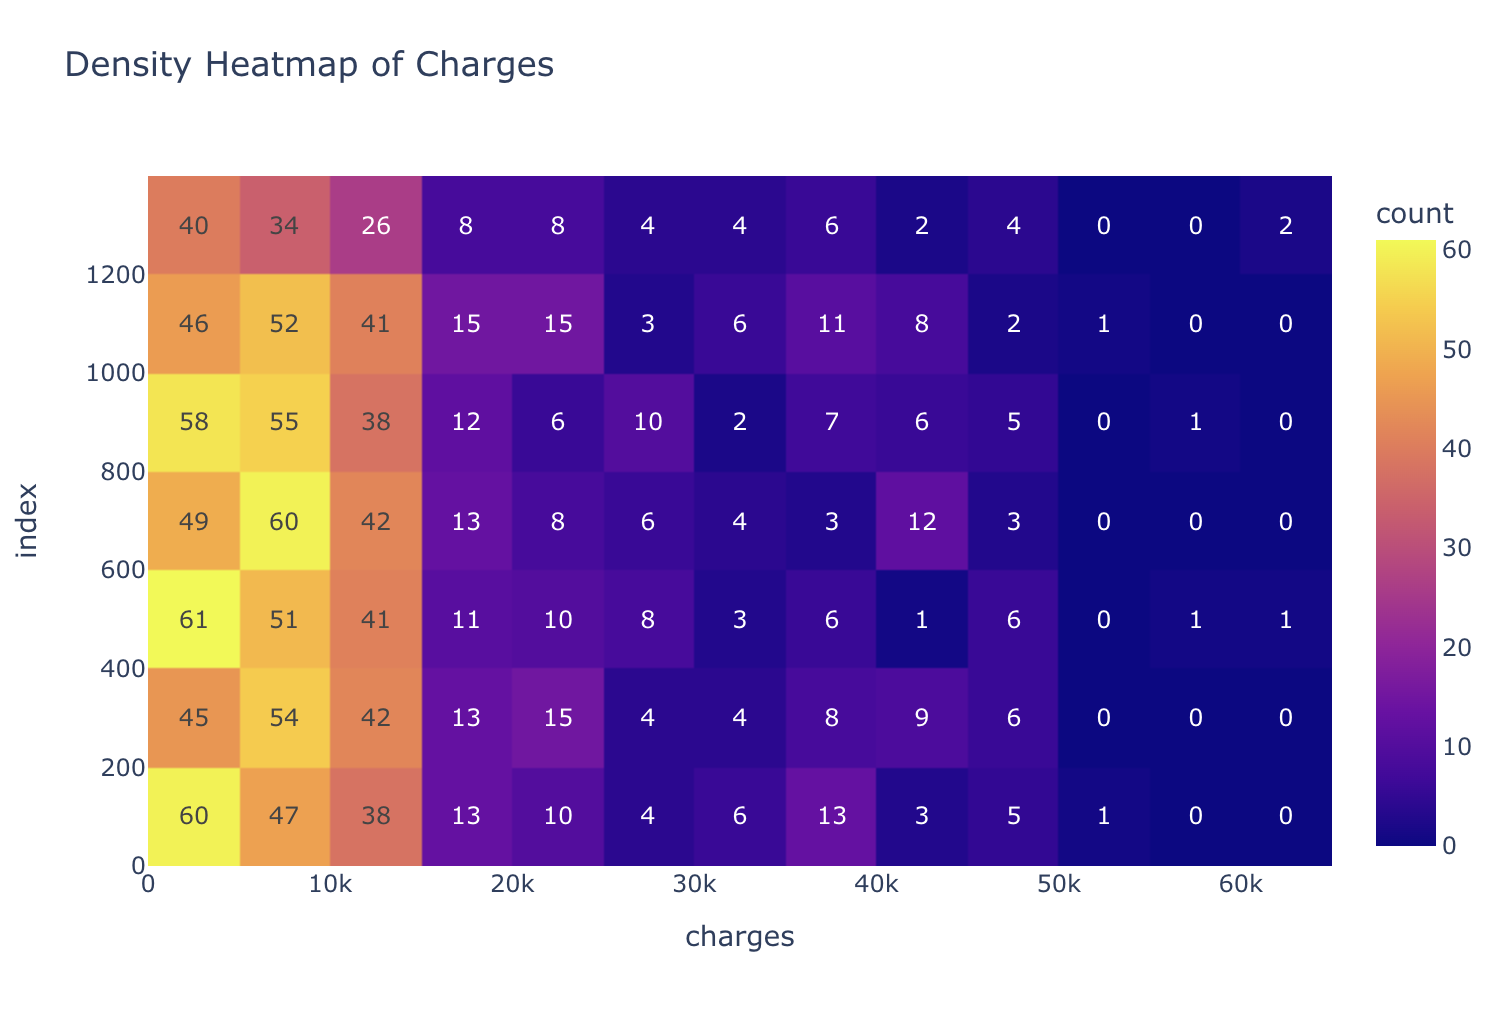 Density Heatmap of Charges
count
40 34 26 8 8 4 4 6 2 4 0 0 2
60
1200
46 52 41 15 15 3 6 11 8 2 1 0 0
50
1000
58 55 38 12 6 10 2 7 6 5 0 1 0
40
800
49 60 42 13 8 6 4 3 12 3 0 0 0
index
30
600
61 51 41 11 10 8 3 6 1 6 0 1 1
20
400
45 54 42 13 15 4 4 8 9 6 0 0 0
10
200
60 47 38 13 10 4 6 13 3 5 1 0 0
0
0
0 10k 20k 30k 40k 50k 60k
charges